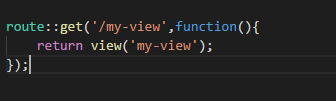 route::get('/my-view',function(){
    return view('my-view');
});